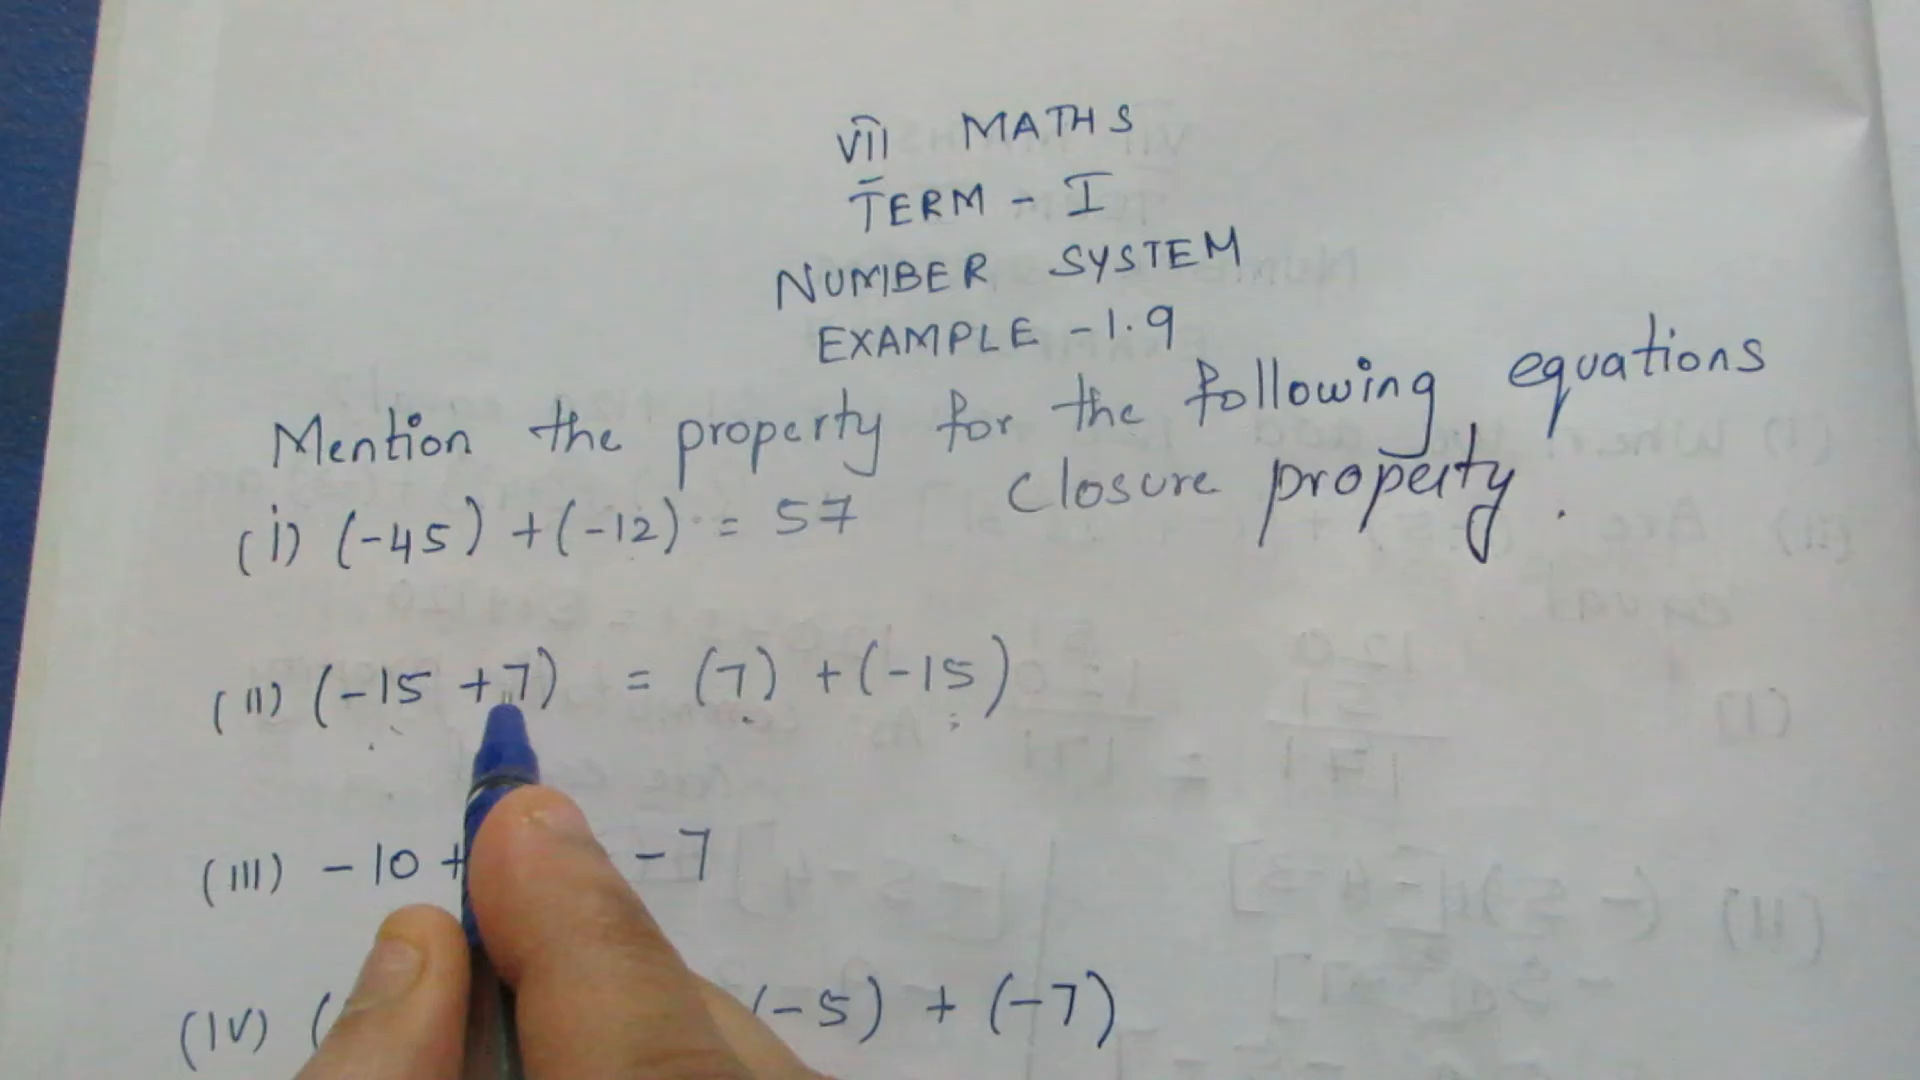 VII MATHS
TERM - I
NUMBER SYSTEM
EXAMPLE - 1.9
Mention the property for the following equations
(i) (-45) + (-12) = 57 closure property.
(ii) (-15 + 7) = (7) + (-15)
(iii) -10 + - 7
(iv) ( (-5) + (-7)